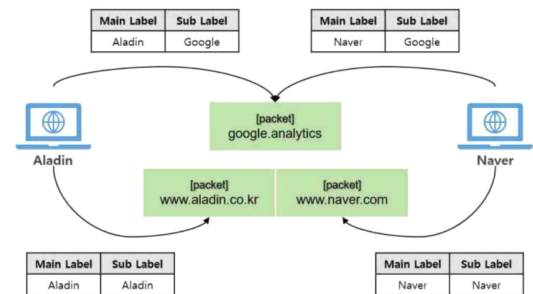 Main Label Sub Label
Aladin Google
Main Label Sub Label
Naver Google
[packet]
google.analytics
Aladin
Naver
[packet]
www.aladin.co.kr
[packet]
www.naver.com
Main Label Sub Label
Aladin Aladin
Main Label Sub Label
Naver Naver